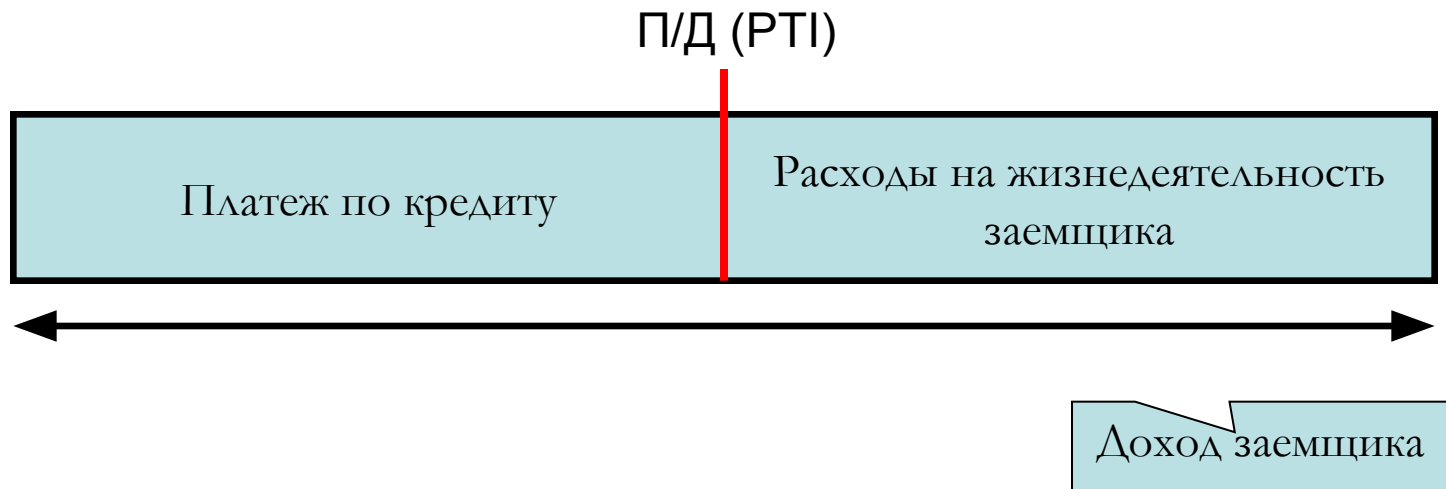 П/Д (PTI)
Платеж по кредиту
Расходы на жизнедеятельность
заемщика
Доход заемщика